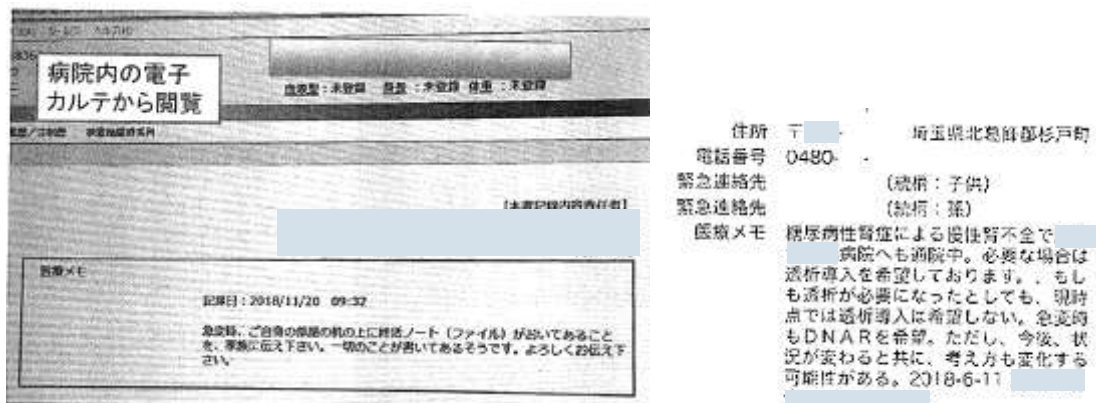 病院内の電子
カルテから閲覧
血液型：未登録 身長：未登録 体重：未登録
【本書記録内容責任者】
医療メモ
記録日：2018/11/20 09:32
急変時、ご自身の部屋の机の上に終活ノート（ファイル）がおいてあること
を、家族に伝え下さい。一切のことが書いてあるそうです。よろしくお伝え下
さい。
住所 〒 - 埼玉県北葛飾郡杉戸町
電話番号 0480- -
緊急連絡先 （続柄：子供）
緊急連絡先 （続柄：孫）
医療メモ 糖尿病性腎症による慢性腎不全で
病院へも通院中。必要な場合は
透析導入を希望しております。、もし
も透析が必要になったとしても、現時
点では透析導入は希望しない。急変時
もDNARを希望。ただし、今後、状
況が変わると共に、考え方も変化する
可能性がある。2018-6-11